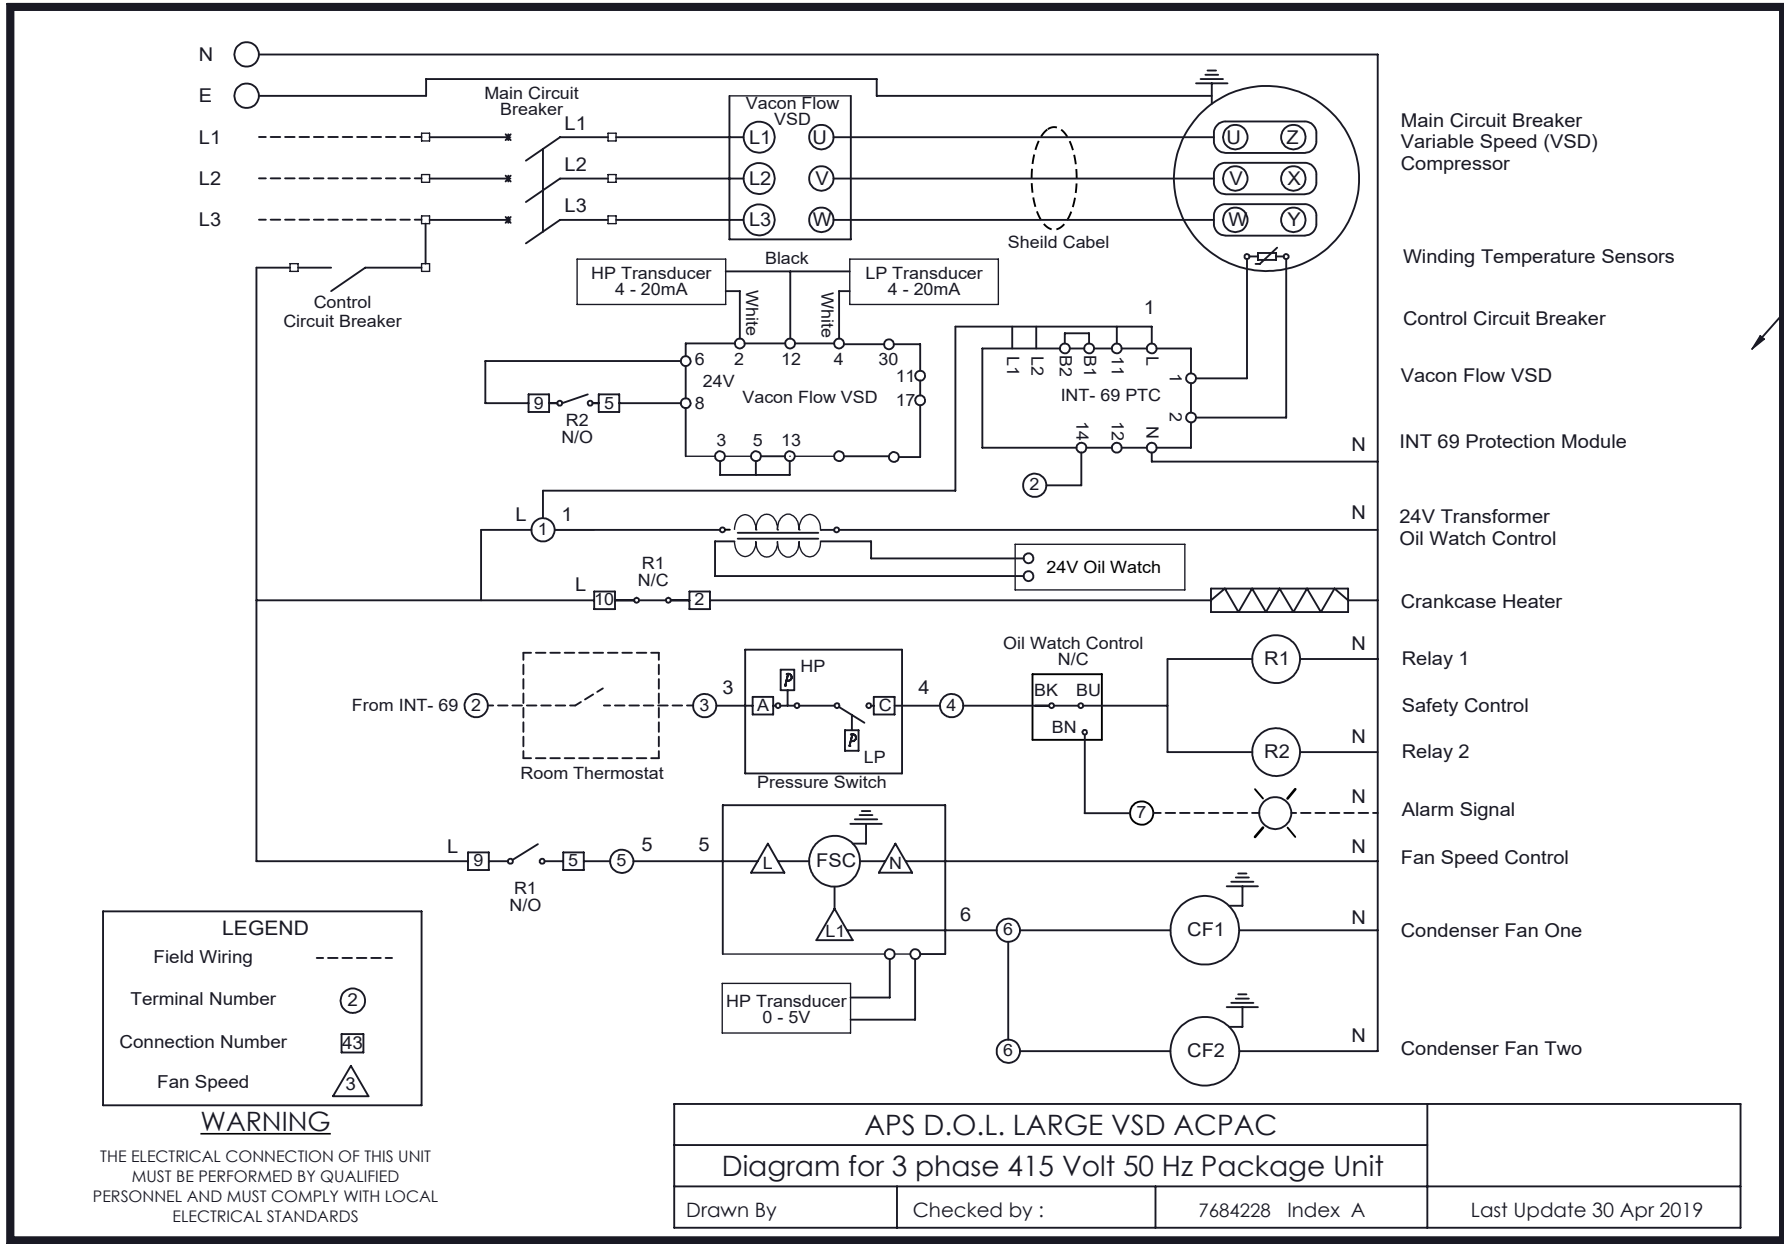 N
E
L1
L2
L3
Main Circuit
Breaker
L1
L2
L3
Vacon Flow
VSD
L1 U
L2 V
L3 W
Sheild Cabel
U Z
V X
W Y
Main Circuit Breaker
Variable Speed (VSD)
Compressor
Winding Temperature Sensors
Control Circuit Breaker
Vacon Flow VSD
INT 69 Protection Module
24V Transformer
Oil Watch Control
Crankcase Heater
Relay 1
Safety Control
Relay 2
Alarm Signal
Fan Speed Control
Condenser Fan One
Condenser Fan Two
Control
Circuit Breaker
HP Transducer
4 - 20mA
Black
LP Transducer
4 - 20mA
White
White
6 2 12 4 30
24V
11
Vacon Flow VSD
17
8
3 5 13
9 5
R2
N/O
1
L1 L2 B2 B1 11 L
INT- 69 PTC
1
2
14 12 N
2
N
L 1 1
N
24V Oil Watch
R1
N/C
L
10 2
From INT- 69 2
Room Thermostat
3 3
HP
A C
P
P
LP
Pressure Switch
4 4
Oil Watch Control
N/C
BK BU
BN
R1 N
R2 N
7 N
L 9 5 5 5 5
R1
N/O
L FSC N
L1
N
6 6
CF1 N
HP Transducer
0 - 5V
6
CF2 N
LEGEND
Field Wiring
Terminal Number 2
Connection Number 43
Fan Speed 3
WARNING
THE ELECTRICAL CONNECTION OF THIS UNIT
MUST BE PERFORMED BY QUALIFIED
PERSONNEL AND MUST COMPLY WITH LOCAL
ELECTRICAL STANDARDS
APS D.O.L. LARGE VSD ACPAC
Diagram for 3 phase 415 Volt 50 Hz Package Unit
Drawn By
Checked by :
7684228 Index A
Last Update 30 Apr 2019